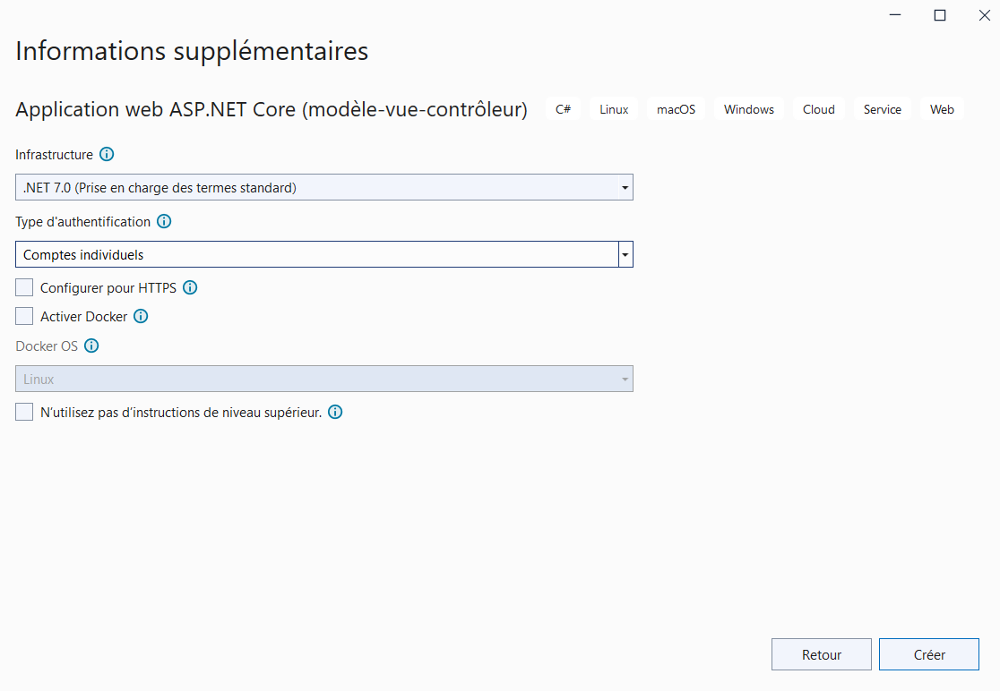 Informations supplémentaires
Application web ASP.NET Core (modèle-vue-contrôleur) C# Linux macOS Windows Cloud Service Web
Infrastructure
.NET 7.0 (Prise en charge des termes standard)
Type d'authentification
Comptes individuels
Configurer pour HTTPS
Activer Docker
Docker OS
Linux
N'utilisez pas d'instructions de niveau supérieur.
Retour Créer